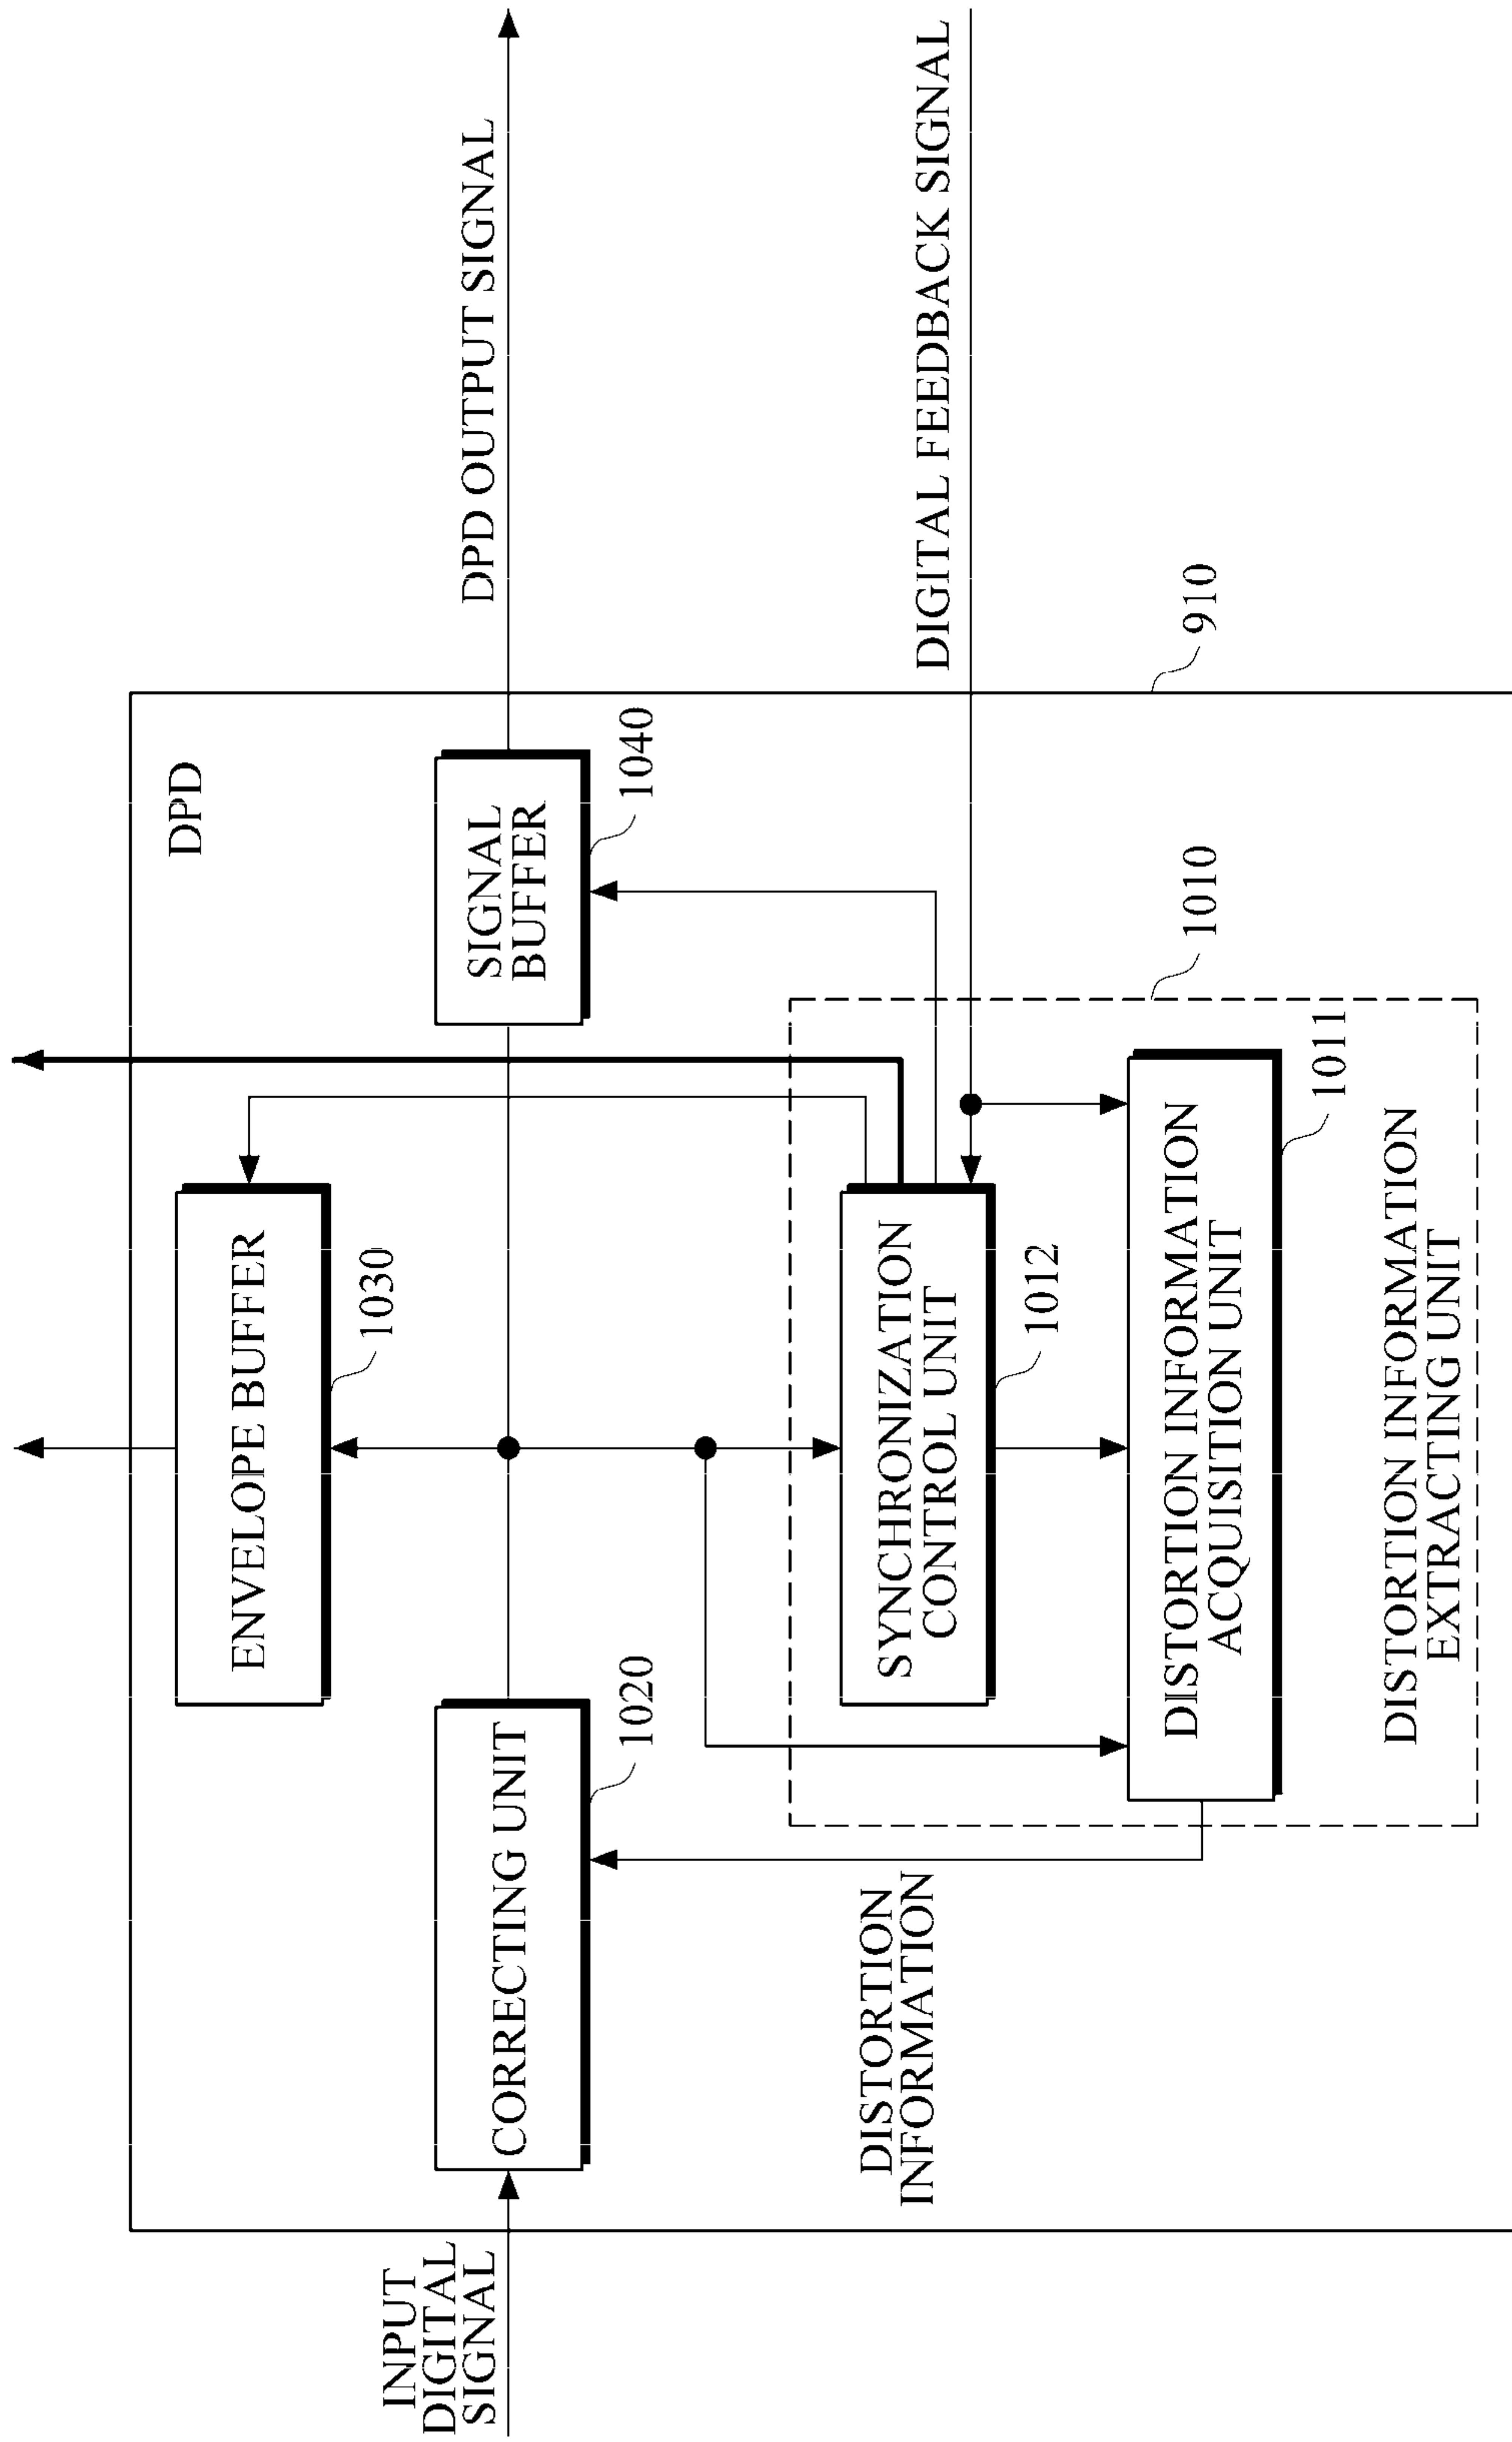 DPD
ENVELOPE BUFFER
1030
INPUT
DIGITAL
SIGNAL
CORRECTING UNIT
1020
SIGNAL
BUFFER
1040
DPD OUTPUT SIGNAL
DISTORTION
INFORMATION
SYNCHRONIZATION
CONTROL UNIT
1012
DIGITAL FEEDBACK SIGNAL
DISTORTION INFORMATION
ACQUISITION UNIT
1011
1010
910
DISTORTION INFORMATION
EXTRACTING UNIT